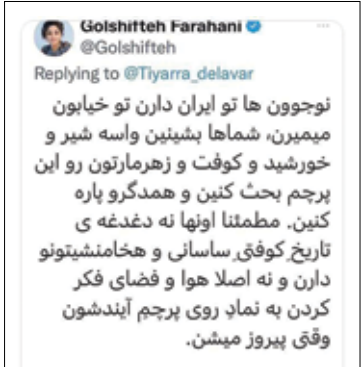 Golshifteh Farahani
@Golshifteh
Replying to @Tiyarra_delavar
نوجوون ها تو ایران دارن تو خیابون
میمیرن، شماها بشینین واسه شیر و
خورشید و کوفت و زهرمارتون رو این
پرچم بحث کنین و همدگرو پاره
کنین. مطمئنا اونها نه دغدغه ی
تاریخ کوفتیِ ساسانی و هخامنشیتونو
دارن و نه اصلا هوا و فضای فکر
کردن به نمادِ روی پرچمِ آیندشون
وقتی پیروز میشن.